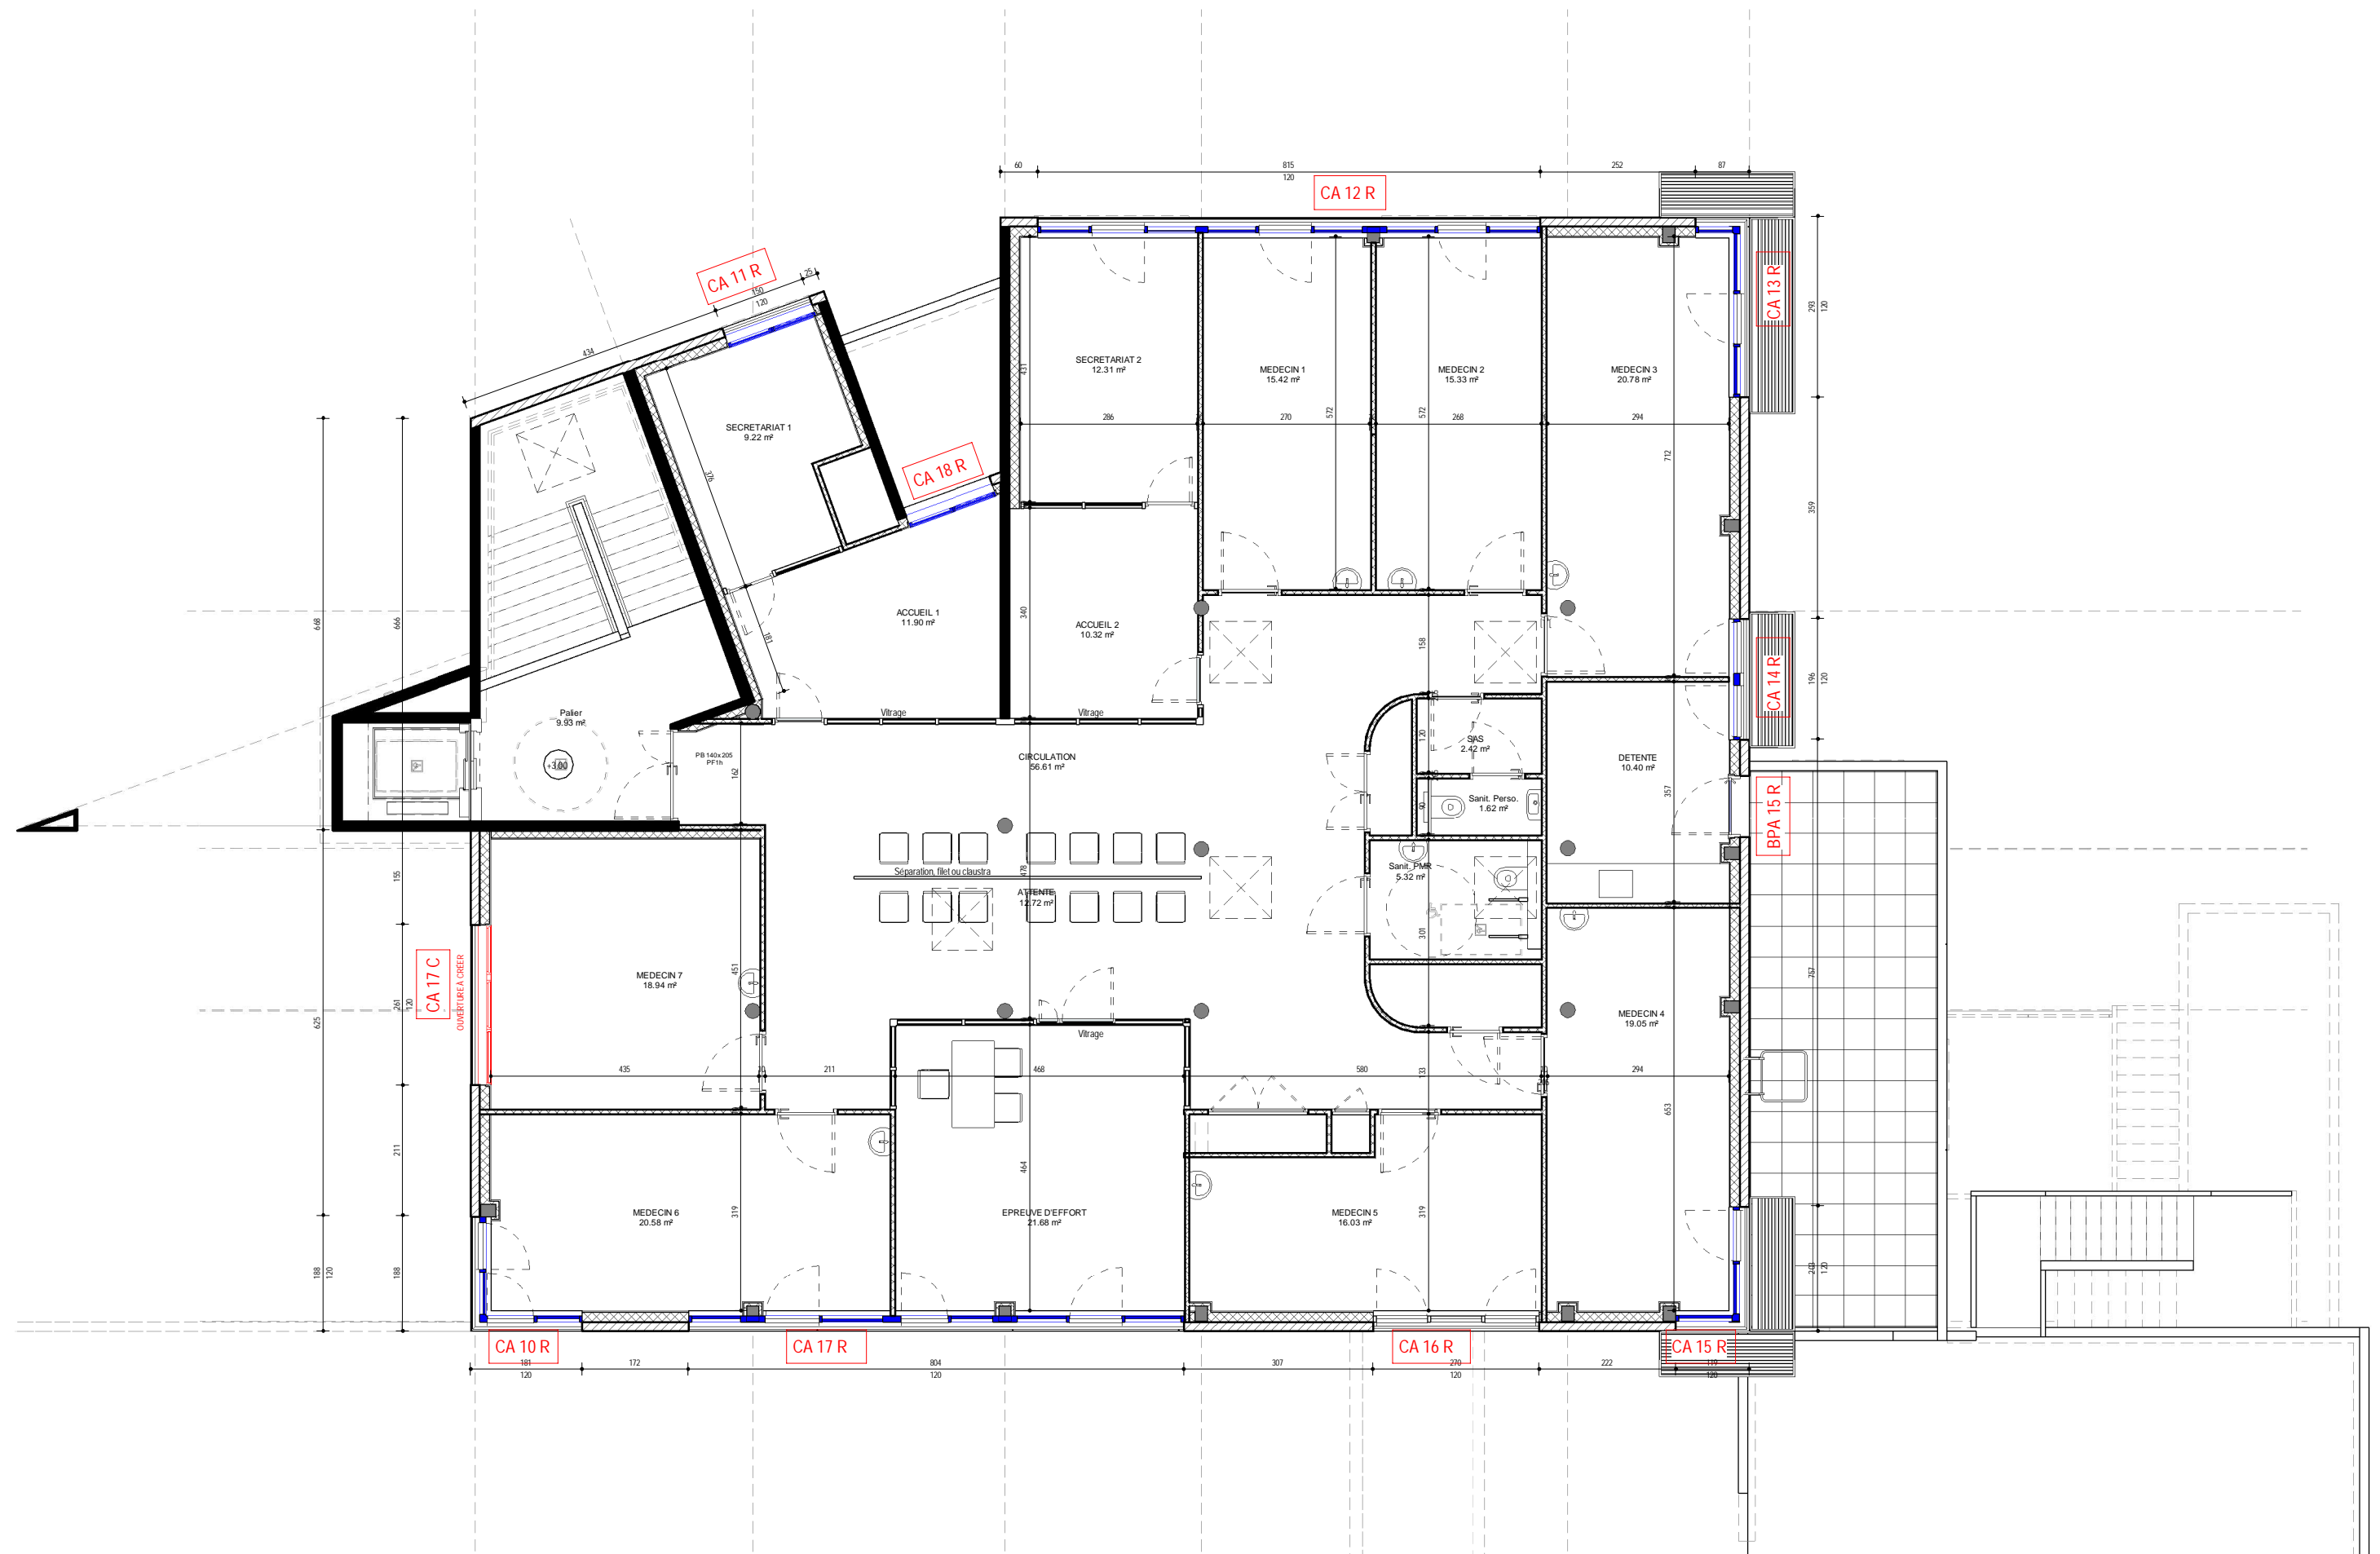 60
815
120
252
87
CA 12 R
CA 11 R
25
150
120
434
CA 13 R
293
120
SECRETARIAT 2
12.31 m²
MEDECIN 1
15.42 m²
MEDECIN 2
15.33 m²
MEDECIN 3
20.78 m²
431
286
270
572
572
268
294
SECRETARIAT 1
9.22 m²
376
CA 18 R
712
359
668
666
ACCUEIL 1
11.90 m²
ACCUEIL 2
10.32 m²
340
181
158
CA 14 R
196
120
Palier
9.93 m²
Vitrage
Vitrage
+3.00
PB 140x205
PF1h
162
CIRCULATION
56.61 m²
SAS
2.42 m²
120
DETENTE
10.40 m²
357
Sanit. Perso.
1.62 m²
90
BPA 15 R
Séparation, filet ou claustra
478
ATTENTE
12.72 m²
Sanit. PMR
5.32 m²
301
155
CA 17 C
OUVERTURE À CRÉER
261
120
625
MEDECIN 7
18.94 m²
451
757
MEDECIN 4
19.05 m²
Vitrage
435
211
468
580
133
294
653
211
464
MEDECIN 6
20.58 m²
319
EPREUVE D'EFFORT
21.68 m²
MEDECIN 5
16.03 m²
319
188
120
188
203
120
CA 10 R
CA 17 R
CA 16 R
CA 15 R
181
120
172
804
120
307
270
120
222
119
120